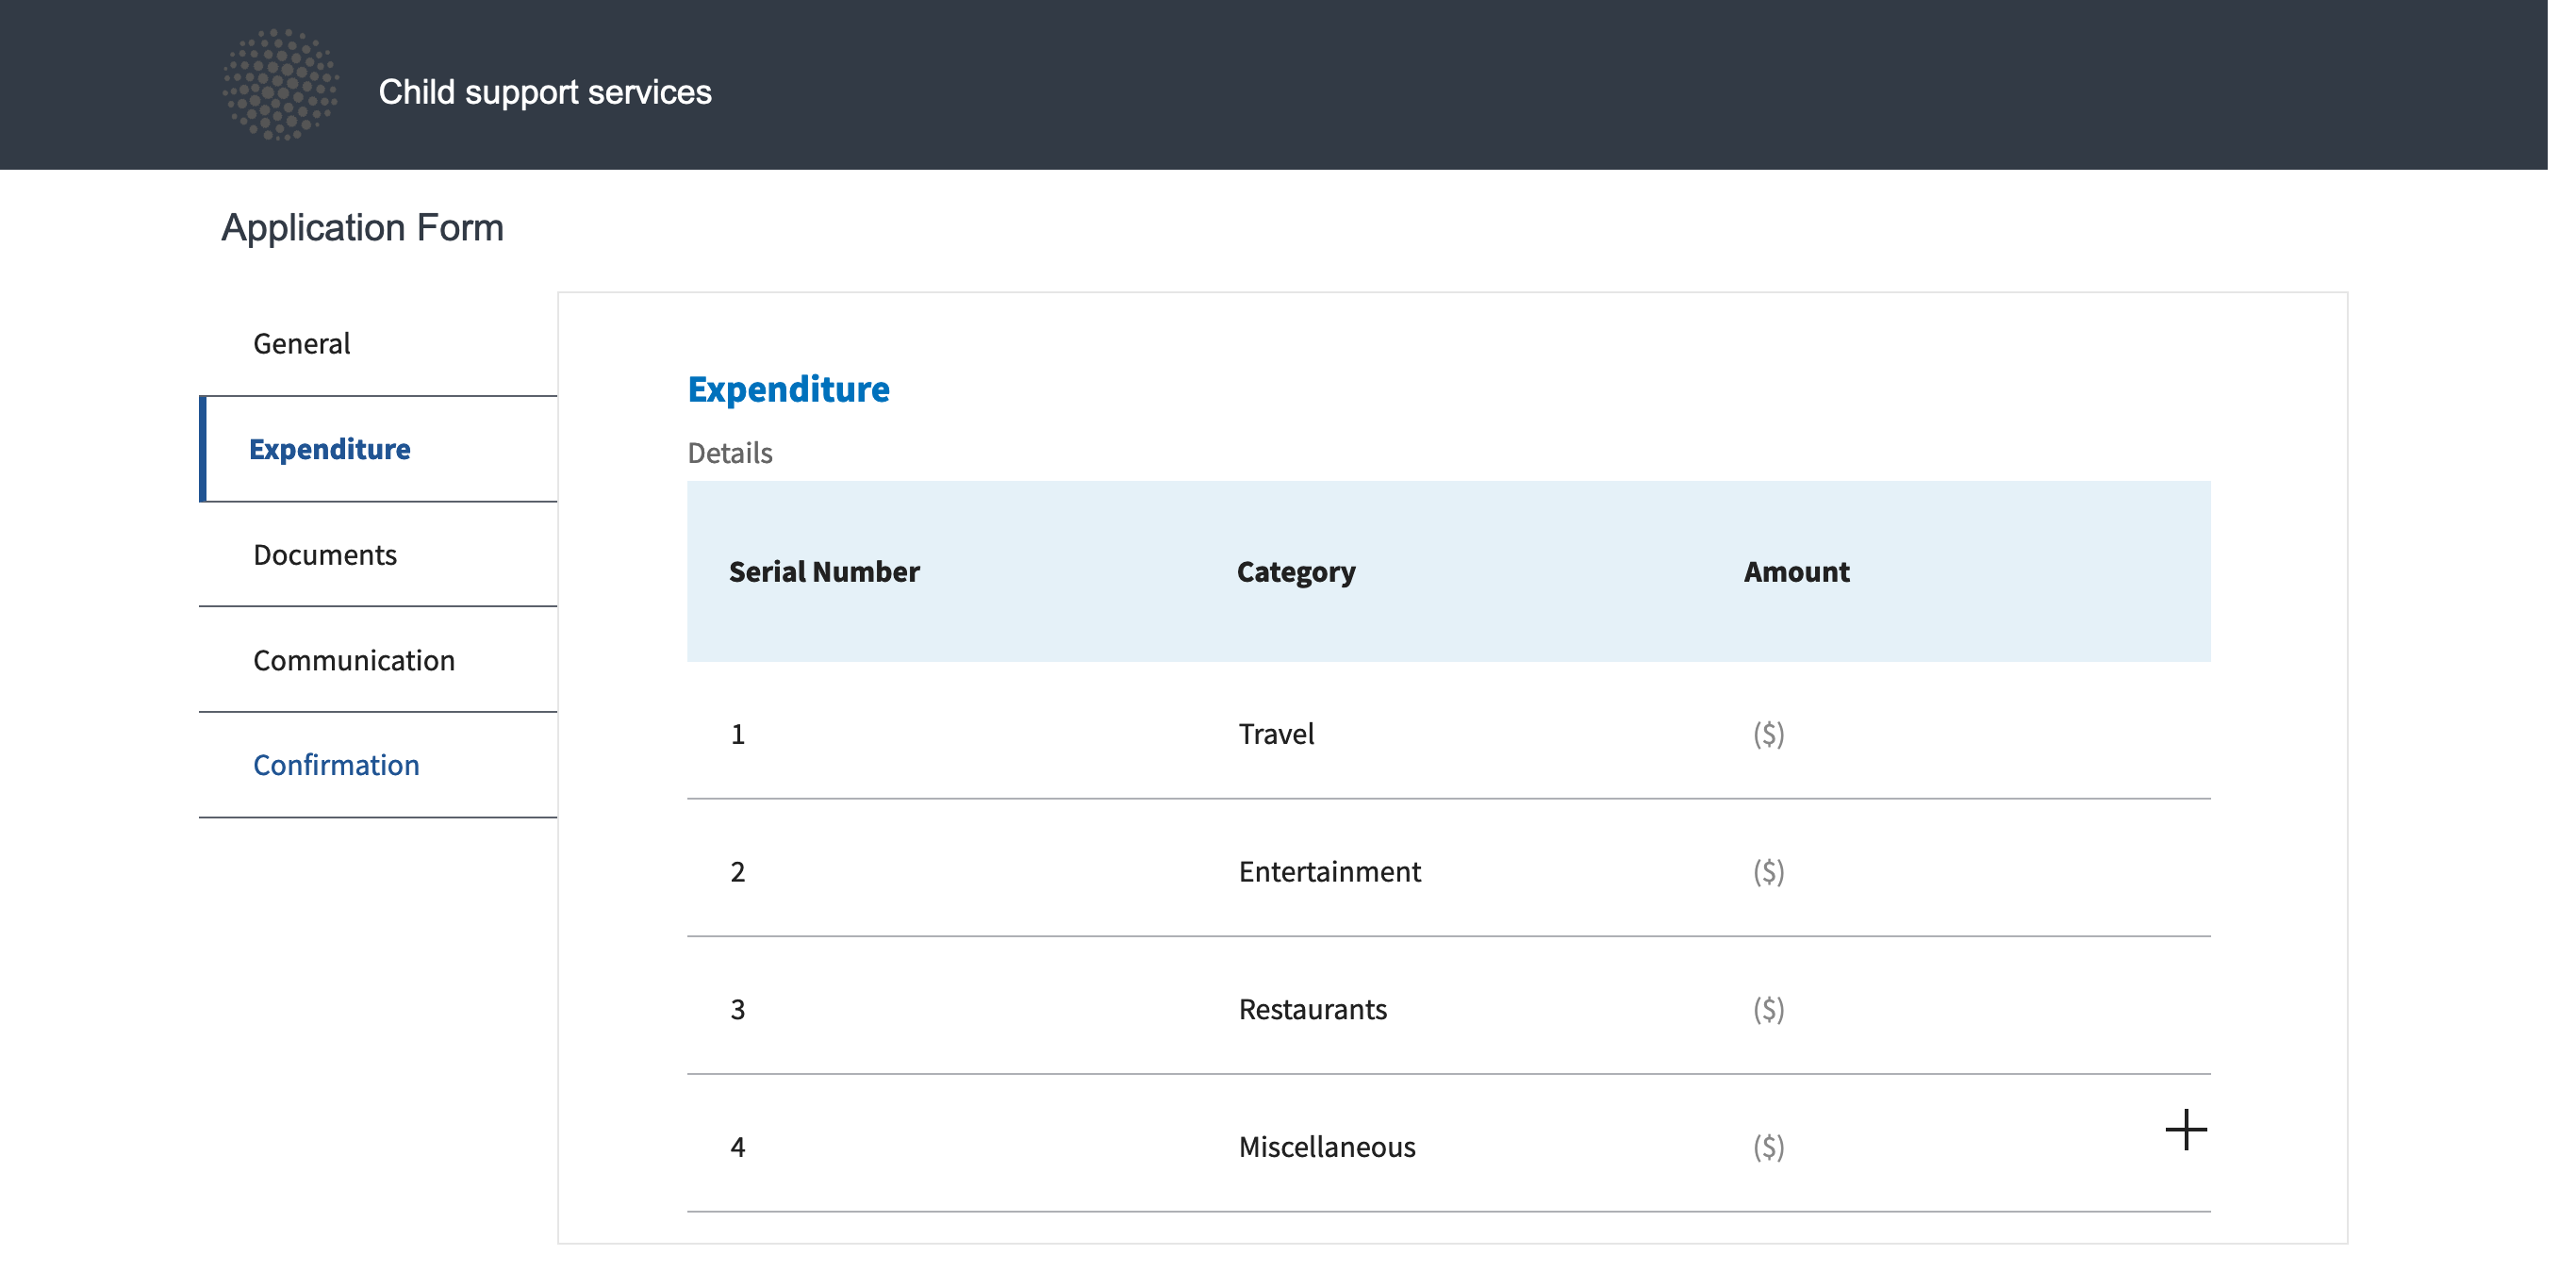 Child support services
Application Form
General
Expenditure
Documents
Communication
Confirmation
Expenditure
Details
Serial Number Category Amount
1 Travel ($)
2 Entertainment ($)
3 Restaurants ($)
4 Miscellaneous ($)